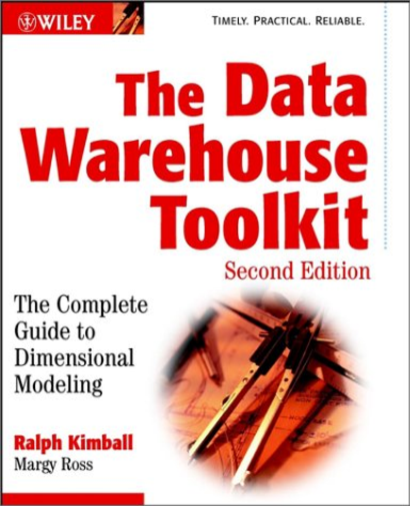 WILEY
TIMELY. PRACTICAL. RELIABLE.
The Data
Warehouse
Toolkit
Second Edition
The Complete
Guide to
Dimensional
Modeling
Ralph Kimball
Margy Ross